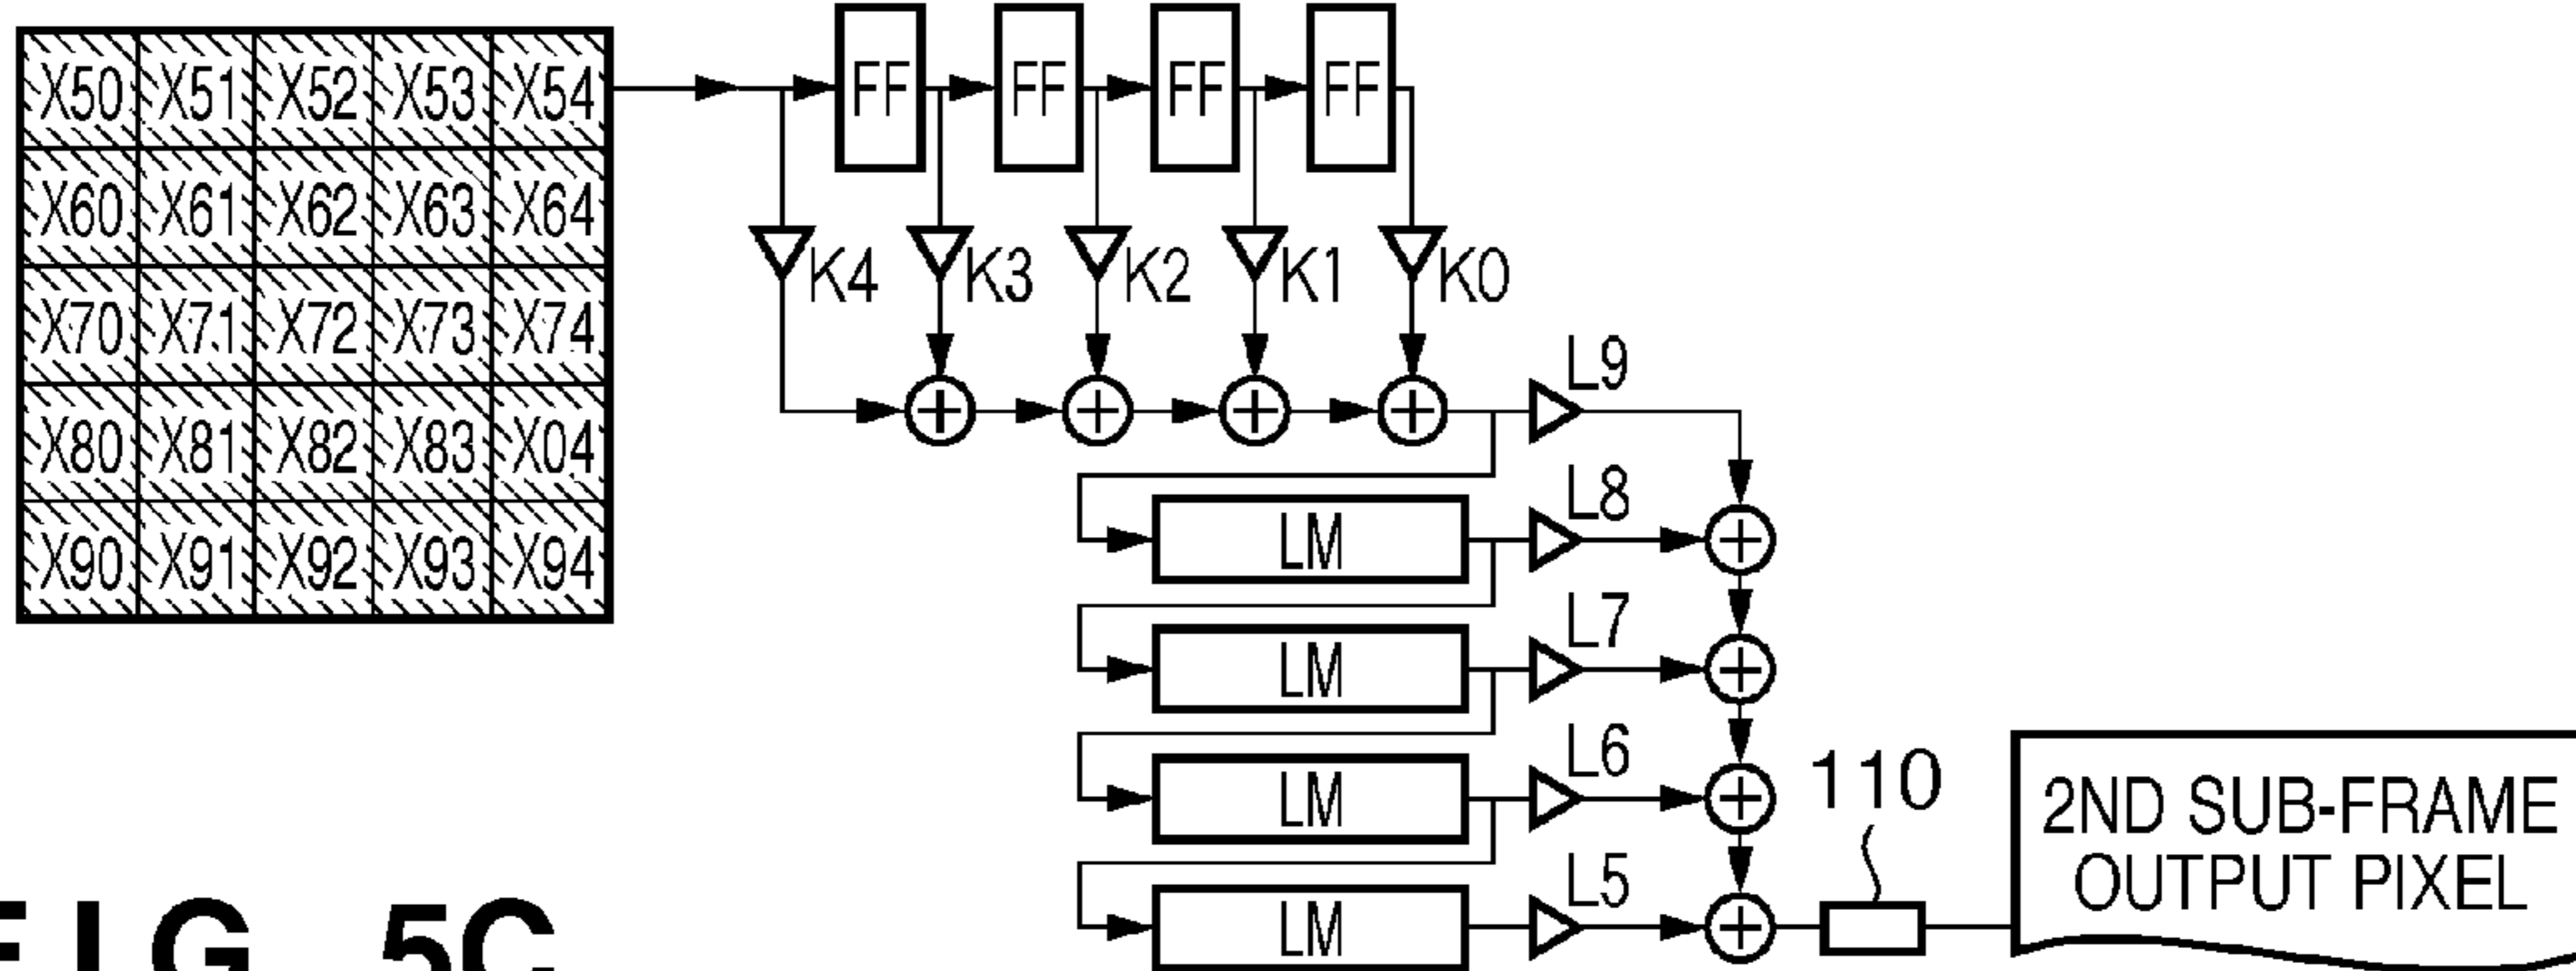 X50 X51 X52 X53 X54
X60 X61 X62 X63 X64
X70 X71 X72 X73 X74
X80 X81 X82 X83 X04
X90 X91 X92 X93 X94
FF FF FF FF
K4 K3 K2 K1 K0
L9
LM L8
LM L7
LM L6
LM L5
110
2ND SUB-FRAME
OUTPUT PIXEL
FIG. 5C